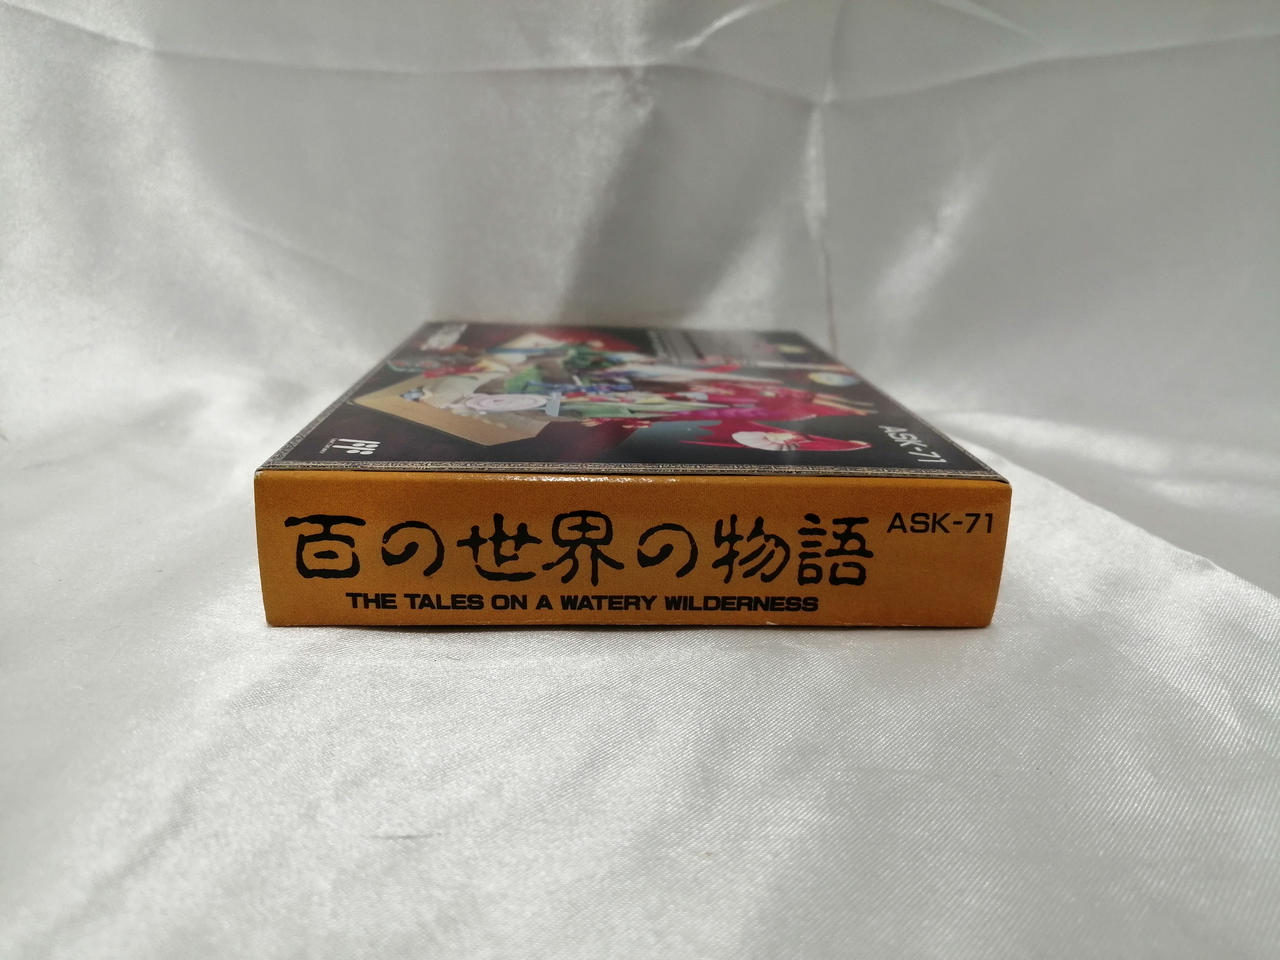 ASK-71
百の世界の物語
ASK-71
THE TALES ON A WATERY WILDERNESS